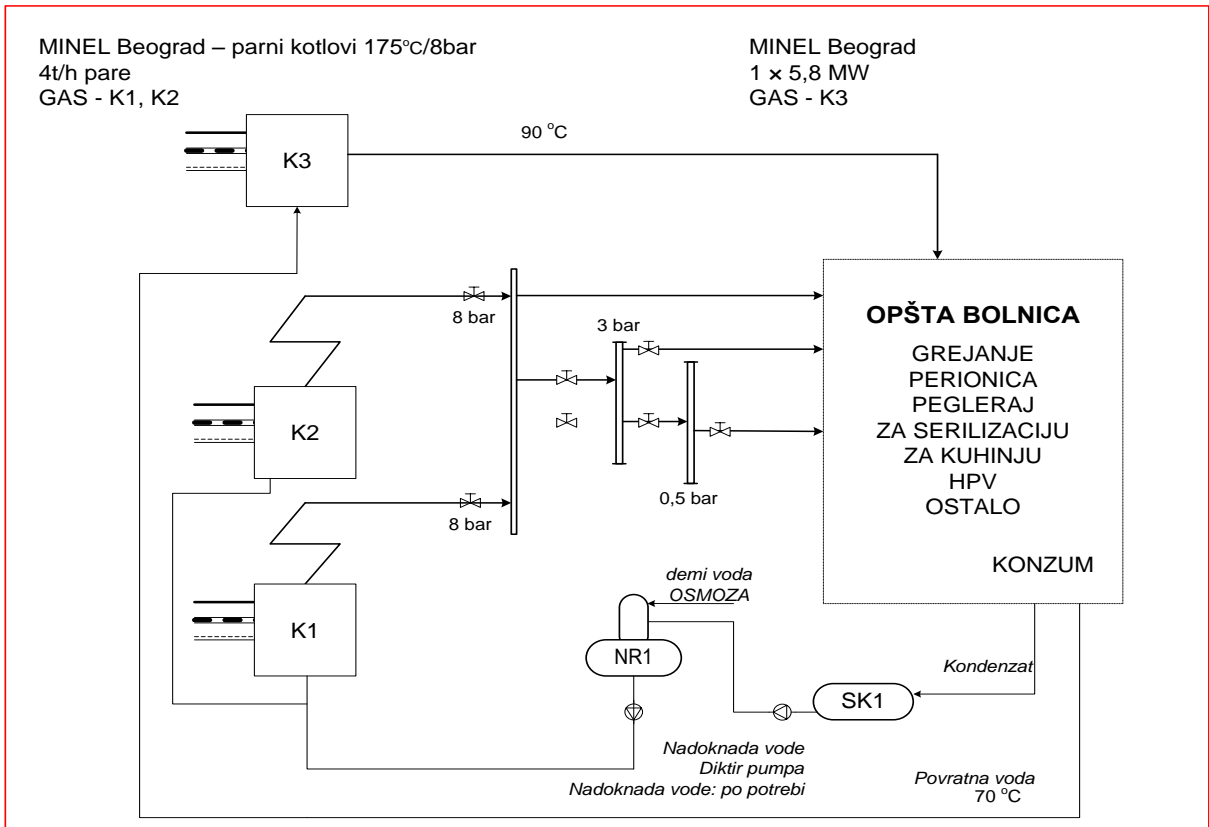 MINEL Beograd – parni kotlovi 175°C/8bar
4t/h pare
GAS - K1, K2
MINEL Beograd
1 × 5,8 MW
GAS - K3
90 °C
K3
8 bar
3 bar
K2
8 bar
0,5 bar
K1
OPŠTA BOLNICA
GREJANJE
PERIONICA
PEGLERAJ
ZA SERILIZACIJU
ZA KUHINJU
HPV
OSTALO
KONZUM
demi voda
OSMOZA
NR1
Kondenzat
SK1
Nadoknada vode
Diktir pumpa
Nadoknada vode: po potrebi
Povratna voda
70 °C